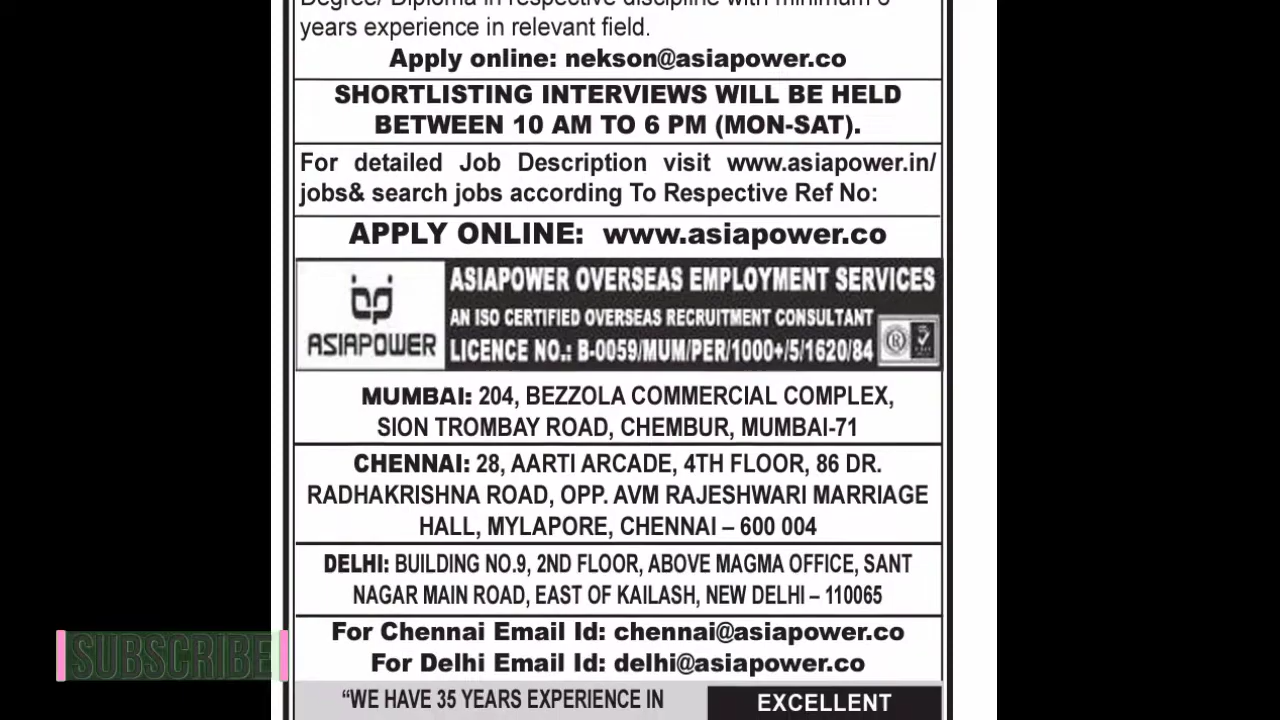 Degree/ Diploma in respective discipline with minimum
years experience in relevant field.
Apply online: nekson@asiapower.co
SHORTLISTING INTERVIEWS WILL BE HELD
BETWEEN 10 AM TO 6 PM (MON-SAT).
For detailed Job Description visit www.asiapower.in/
jobs& search jobs according To Respective Ref No:
APPLY ONLINE: www.asiapower.co
ASIAPOWER
ASIAPOWER OVERSEAS EMPLOYMENT SERVICES
AN ISO CERTIFIED OVERSEAS RECRUITMENT CONSULTANT
LICENCE NO.: B-0059/MUM/PER/1000+/5/1620/84
MUMBAI: 204, BEZZOLA COMMERCIAL COMPLEX,
SION TROMBAY ROAD, CHEMBUR, MUMBAI-71
CHENNAI: 28, AARTI ARCADE, 4TH FLOOR, 86 DR.
RADHAKRISHNA ROAD, OPP. AVM RAJESHWARI MARRIAGE
HALL, MYLAPORE, CHENNAI – 600 004
DELHI: BUILDING NO.9, 2ND FLOOR, ABOVE MAGMA OFFICE, SANT
NAGAR MAIN ROAD, EAST OF KAILASH, NEW DELHI – 110065
For Chennai Email Id: chennai@asiapower.co
For Delhi Email Id: delhi@asiapower.co
SUBSCRIBE
“WE HAVE 35 YEARS EXPERIENCE IN
EXCELLENT